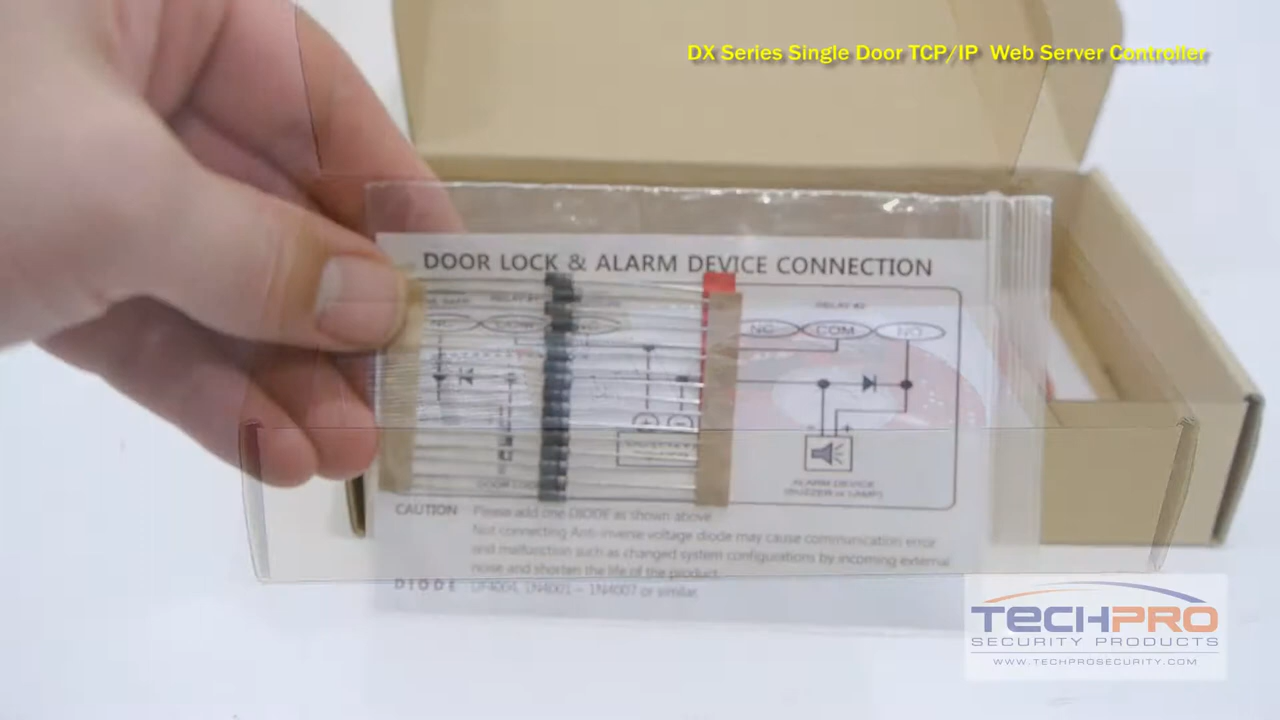 DX Series Single Door TCP/IP Web Server Controller
DOOR LOCK & ALARM DEVICE CONNECTION
RELAY #2
NC COM NO
ALARM DEVICE
(BUZZER or LAMP)
CAUTION Please add one DIODE as shown above
Not connecting Anti-inverse voltage diode may cause communication error
and malfunction such as changed system configurations by incoming external
noise and shorten the life of the product.
DIODE UF4004, 1N4001 ~ 1N4007 or similar.
TECHPRO
SECURITY PRODUCTS
WWW.TECHPROSECURITY.COM